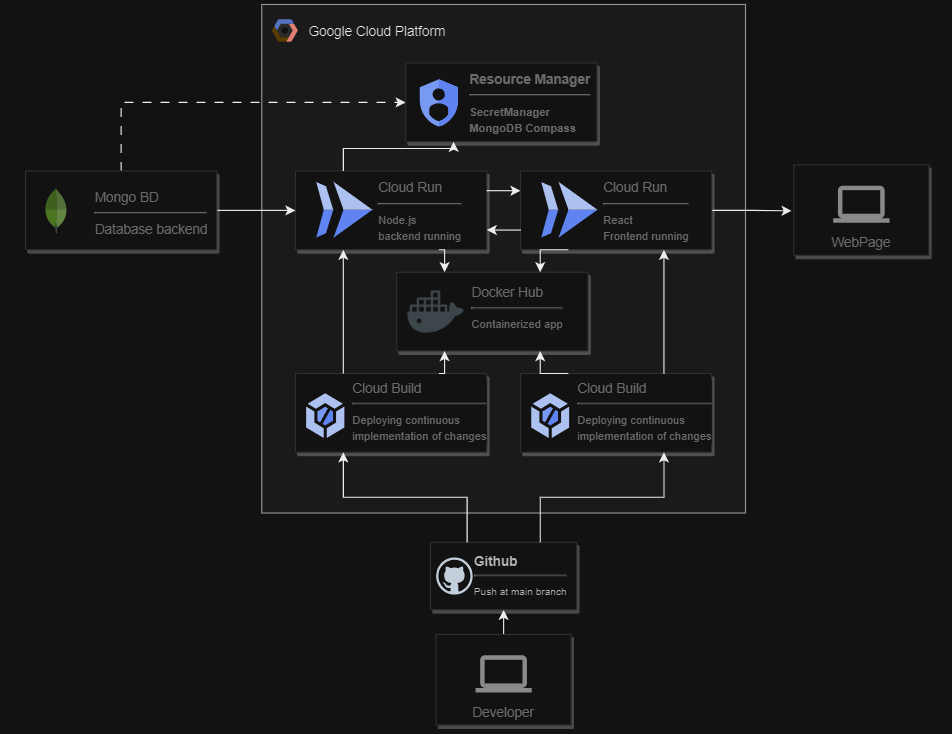 Google Cloud Platform
Resource Manager
SecretManager
MongoDB Compass
Mongo BD
Database backend
Cloud Run
Node.js
backend running
Cloud Run
React
Frontend running
WebPage
Docker Hub
Containerized app
Cloud Build
Deploying continuous
implementation of changes
Cloud Build
Deploying continuous
implementation of changes
Github
Push at main branch
Developer